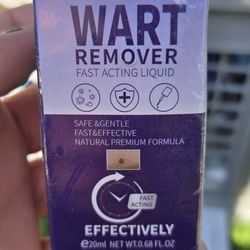 WART
REMOVER
FAST ACTING LIQUID
SAFE&GENTLE
FAST&EFFECTIVE
NATURAL PREMIUM FORMULA
FAST
ACTING
EFFECTIVELY
℮20ml NET WT.0.68 FL.OZ